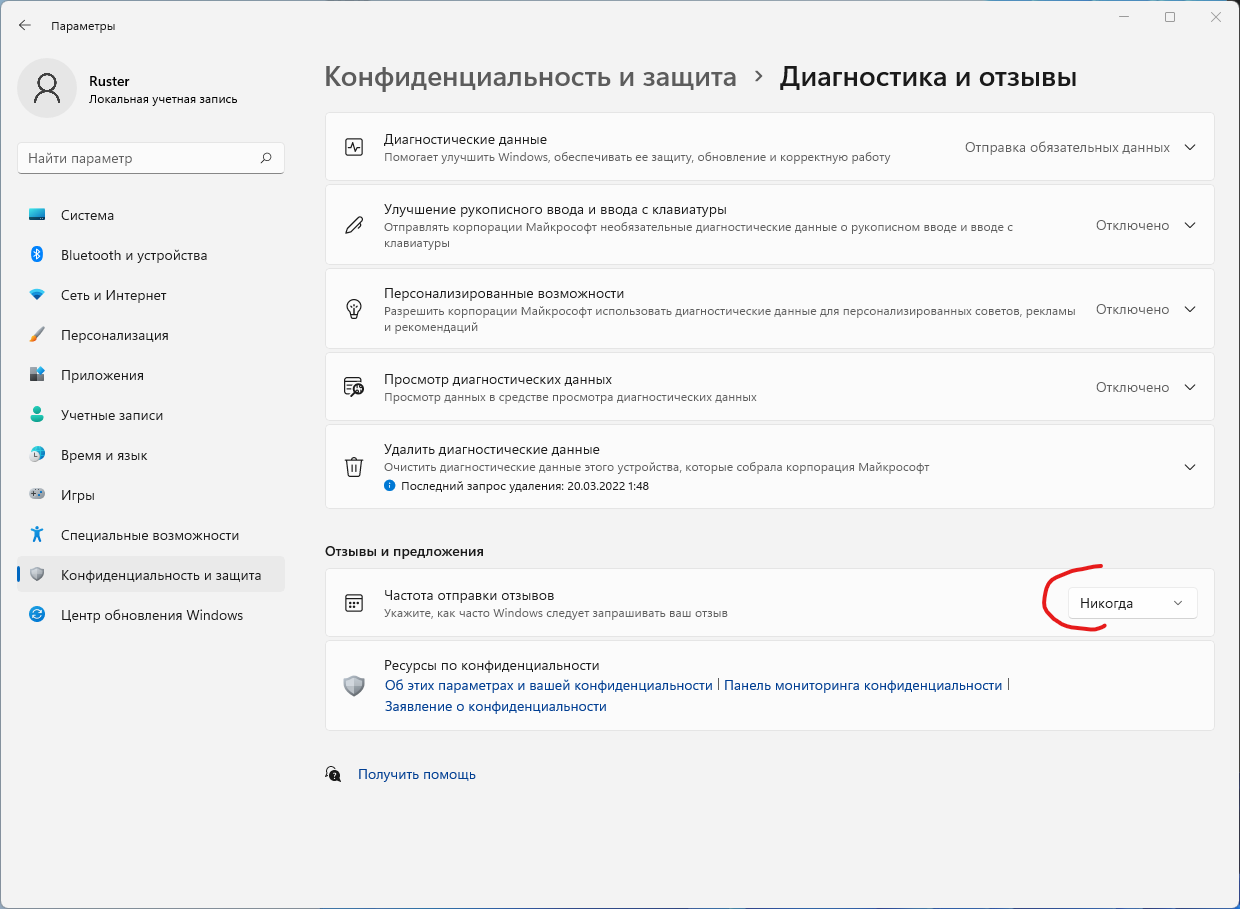 Параметры
Ruster
Локальная учетная запись
Найти параметр
Система
Bluetooth и устройства
Сеть и Интернет
Персонализация
Приложения
Учетные записи
Время и язык
Игры
Специальные возможности
Конфиденциальность и защита
Центр обновления Windows
Конфиденциальность и защита › Диагностика и отзывы
Диагностические данные
Помогает улучшить Windows, обеспечивать ее защиту, обновление и корректную работу
Отправка обязательных данных
Улучшение рукописного ввода и ввода с клавиатуры
Отправлять корпорации Майкрософт необязательные диагностические данные о рукописном вводе и вводе с
клавиатуры
Отключено
Персонализированные возможности
Разрешить корпорации Майкрософт использовать диагностические данные для персонализированных советов, рекламы
и рекомендаций
Отключено
Просмотр диагностических данных
Просмотр данных в средстве просмотра диагностических данных
Отключено
Удалить диагностические данные
Очистить диагностические данные этого устройства, которые собрала корпорация Майкрософт
Последний запрос удаления: 20.03.2022 1:48
Отзывы и предложения
Частота отправки отзывов
Укажите, как часто Windows следует запрашивать ваш отзыв
Никогда
Ресурсы по конфиденциальности
Об этих параметрах и вашей конфиденциальности | Панель мониторинга конфиденциальности |
Заявление о конфиденциальности
Получить помощь